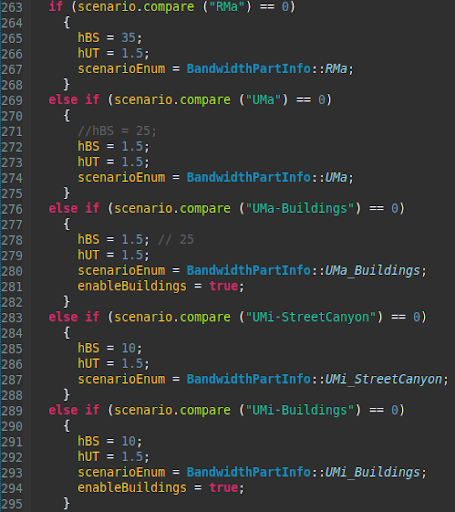 263 if (scenario.compare ("RMa") == 0)
264 {
265 hBS = 35;
266 hUT = 1.5;
267 scenarioEnum = BandwidthPartInfo::RMa;
268 }
269 else if (scenario.compare ("UMa") == 0)
270 {
271 //hBS = 25;
272 hBS = 1.5;
273 hUT = 1.5;
274 scenarioEnum = BandwidthPartInfo::UMa;
275 }
276 else if (scenario.compare ("UMa-Buildings") == 0)
277 {
278 hBS = 1.5; // 25
279 hUT = 1.5;
280 scenarioEnum = BandwidthPartInfo::UMa_Buildings;
281 enableBuildings = true;
282 }
283 else if (scenario.compare ("UMi-StreetCanyon") == 0)
284 {
285 hBS = 10;
286 hUT = 1.5;
287 scenarioEnum = BandwidthPartInfo::UMi_StreetCanyon;
288 }
289 else if (scenario.compare ("UMi-Buildings") == 0)
290 {
291 hBS = 10;
292 hUT = 1.5;
293 scenarioEnum = BandwidthPartInfo::UMi_Buildings;
294 enableBuildings = true;
295 }